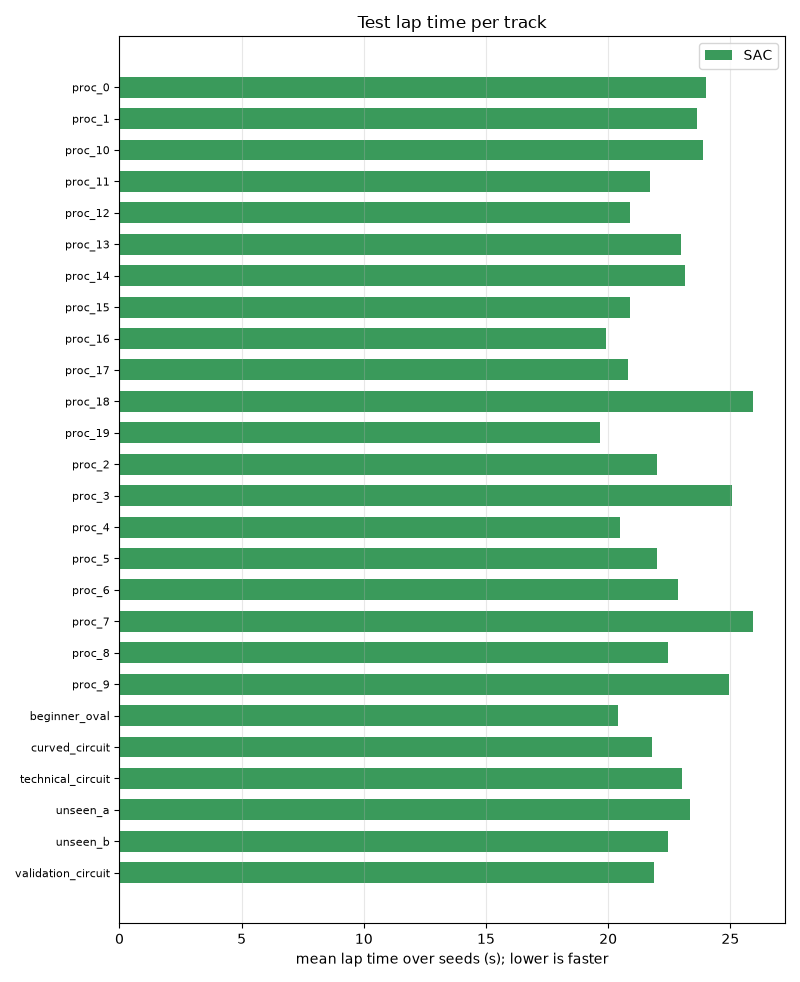 Test lap time per track
SAC
proc_0
proc_1
proc_10
proc_11
proc_12
proc_13
proc_14
proc_15
proc_16
proc_17
proc_18
proc_19
proc_2
proc_3
proc_4
proc_5
proc_6
proc_7
proc_8
proc_9
beginner_oval
curved_circuit
technical_circuit
unseen_a
unseen_b
validation_circuit
0 5 10 15 20 25
mean lap time over seeds (s); lower is faster